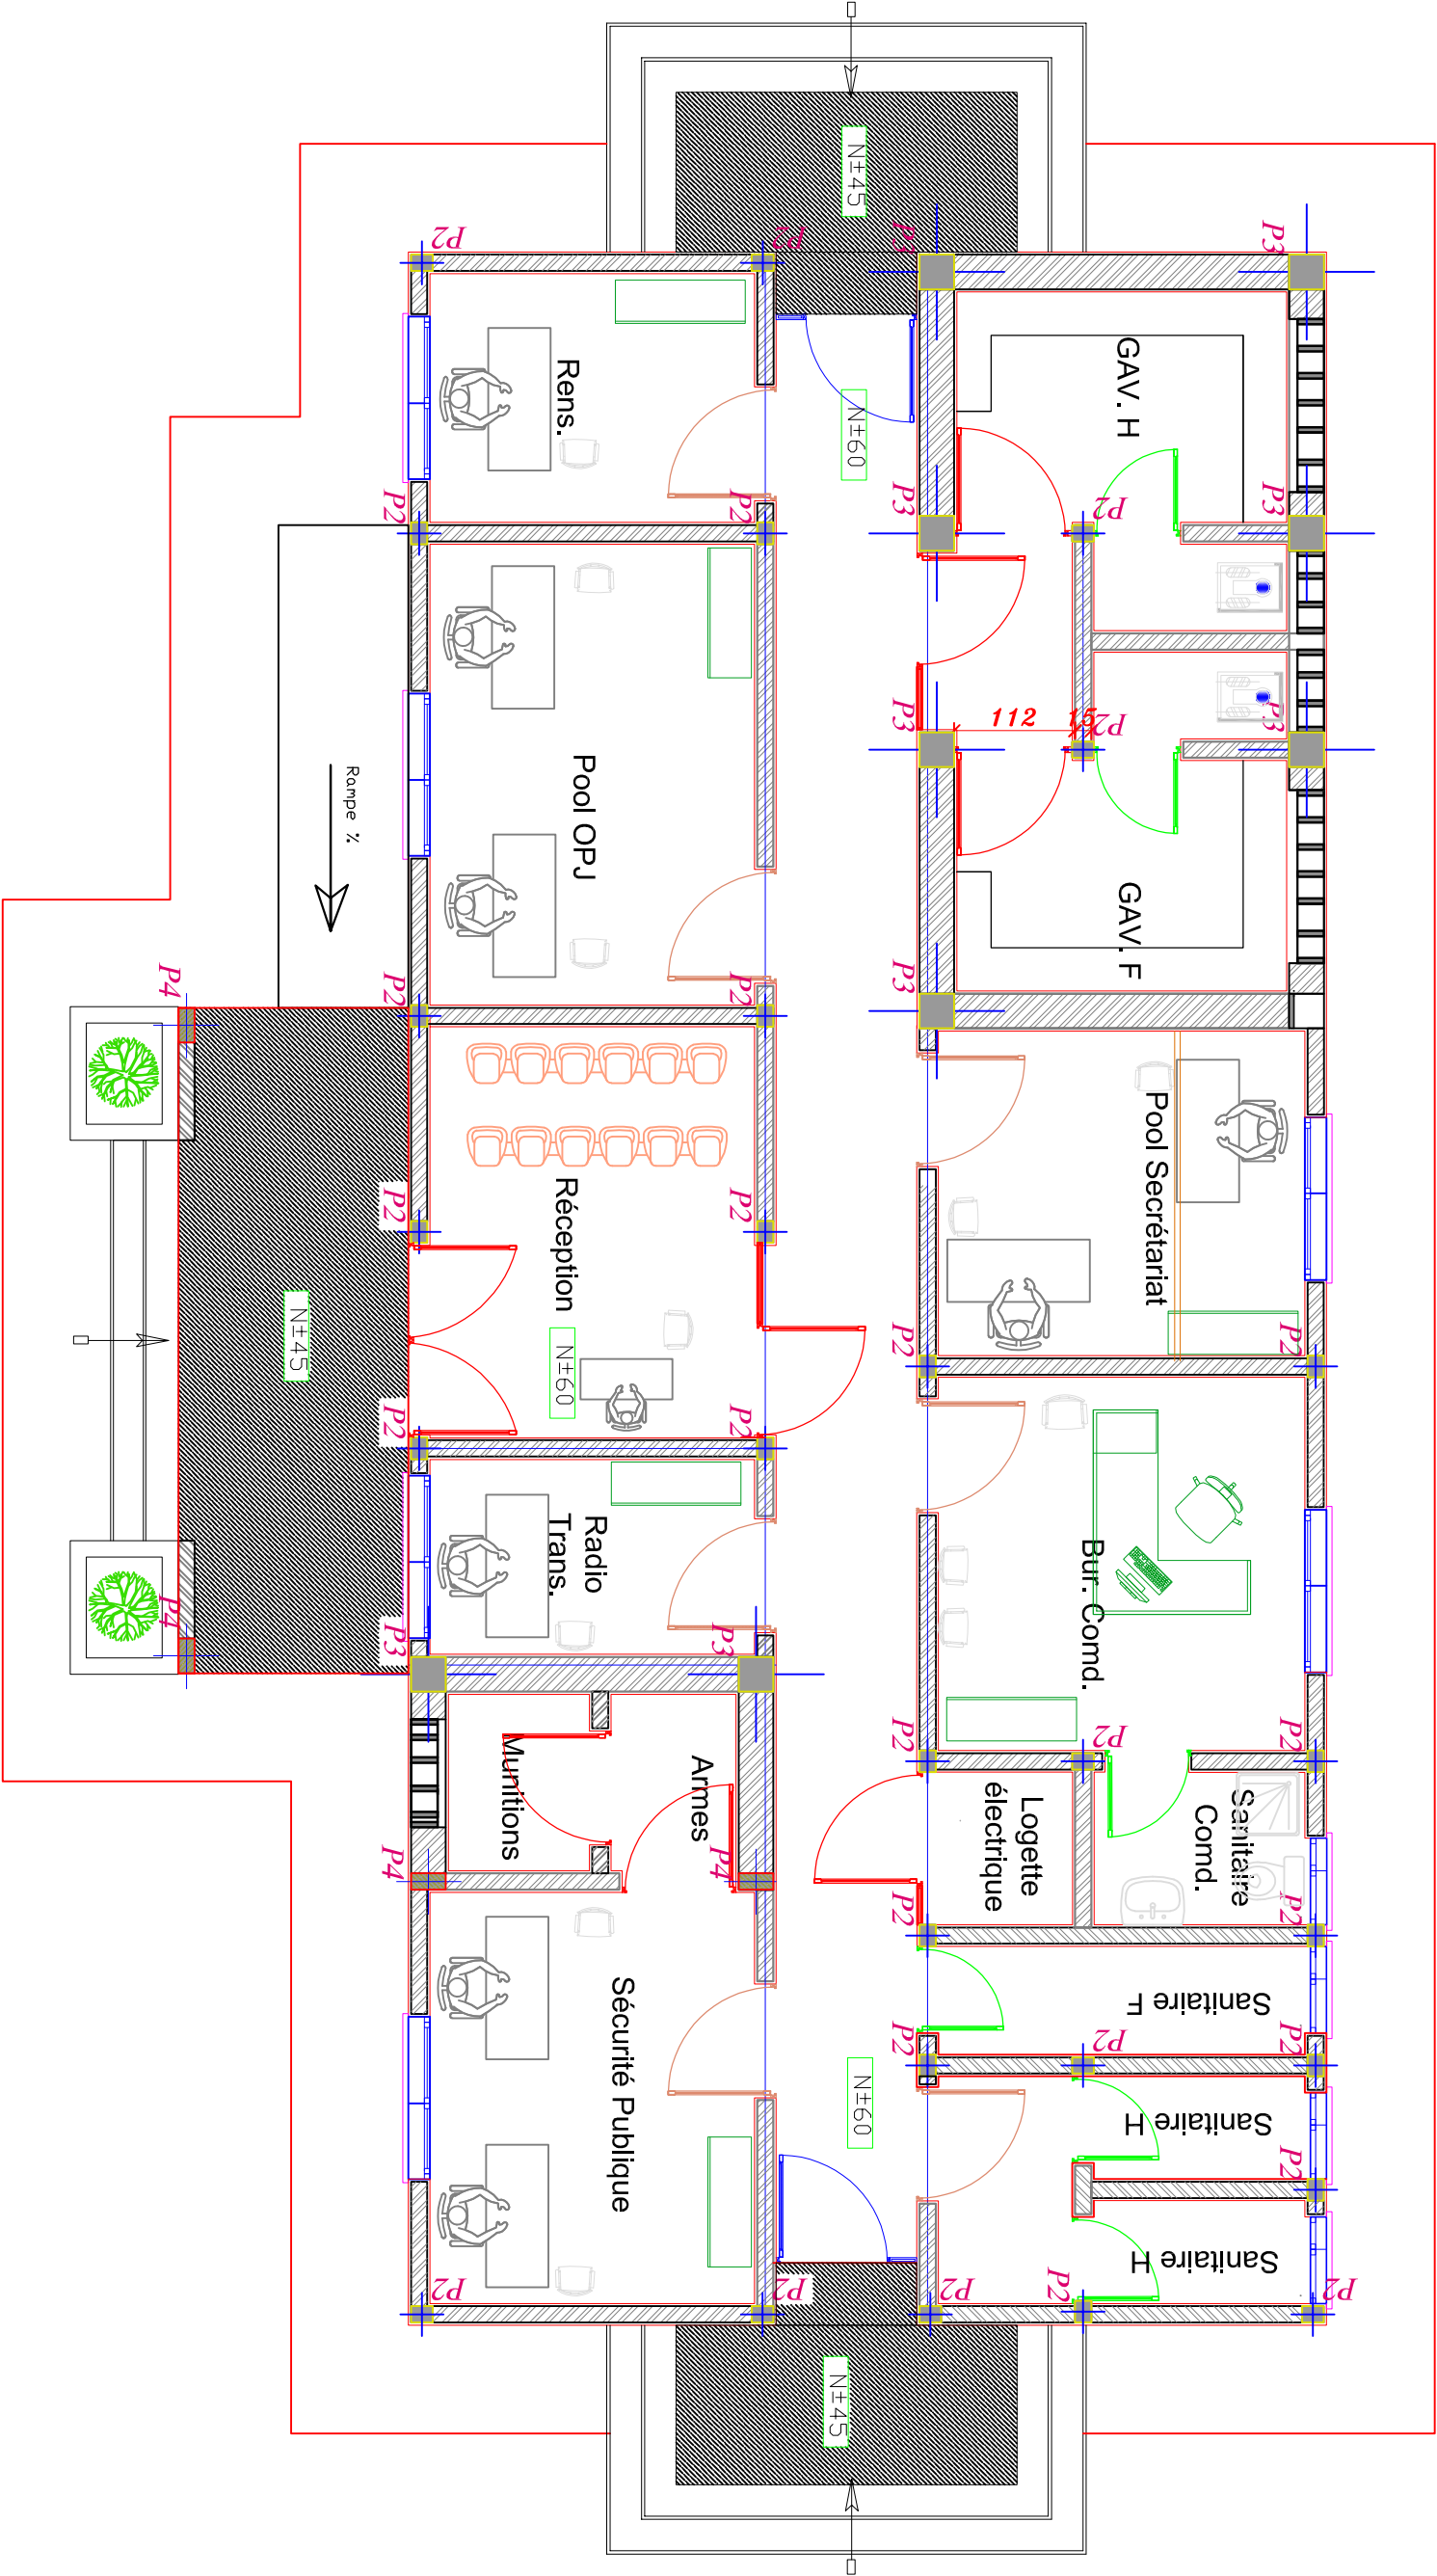 N±45
P2
P2
P3
P3
Rens.
N±60
GAV. H
P2
P2
P3
P2
P3
Rampe %
Pool OPJ
P3
112
15
P2
P3
GAV. F
P4
P2
P2
P3
Pool Secrétariat
Réception
P2
P2
N±45
N±60
P2
P2
P2
P2
Radio
Trans.
Bur. Comd.
P4
P3
P3
P2
P2
P2
Munitions
Armes
Logette
électrique
Sanitaire
Comd.
P4
P4
P2
P2
Sécurité Publique
Sanitaire F
P2
P2
P2
N±60
Sanitaire H
P2
Sanitaire H
P2
P2
P2
P2
P2
N±45